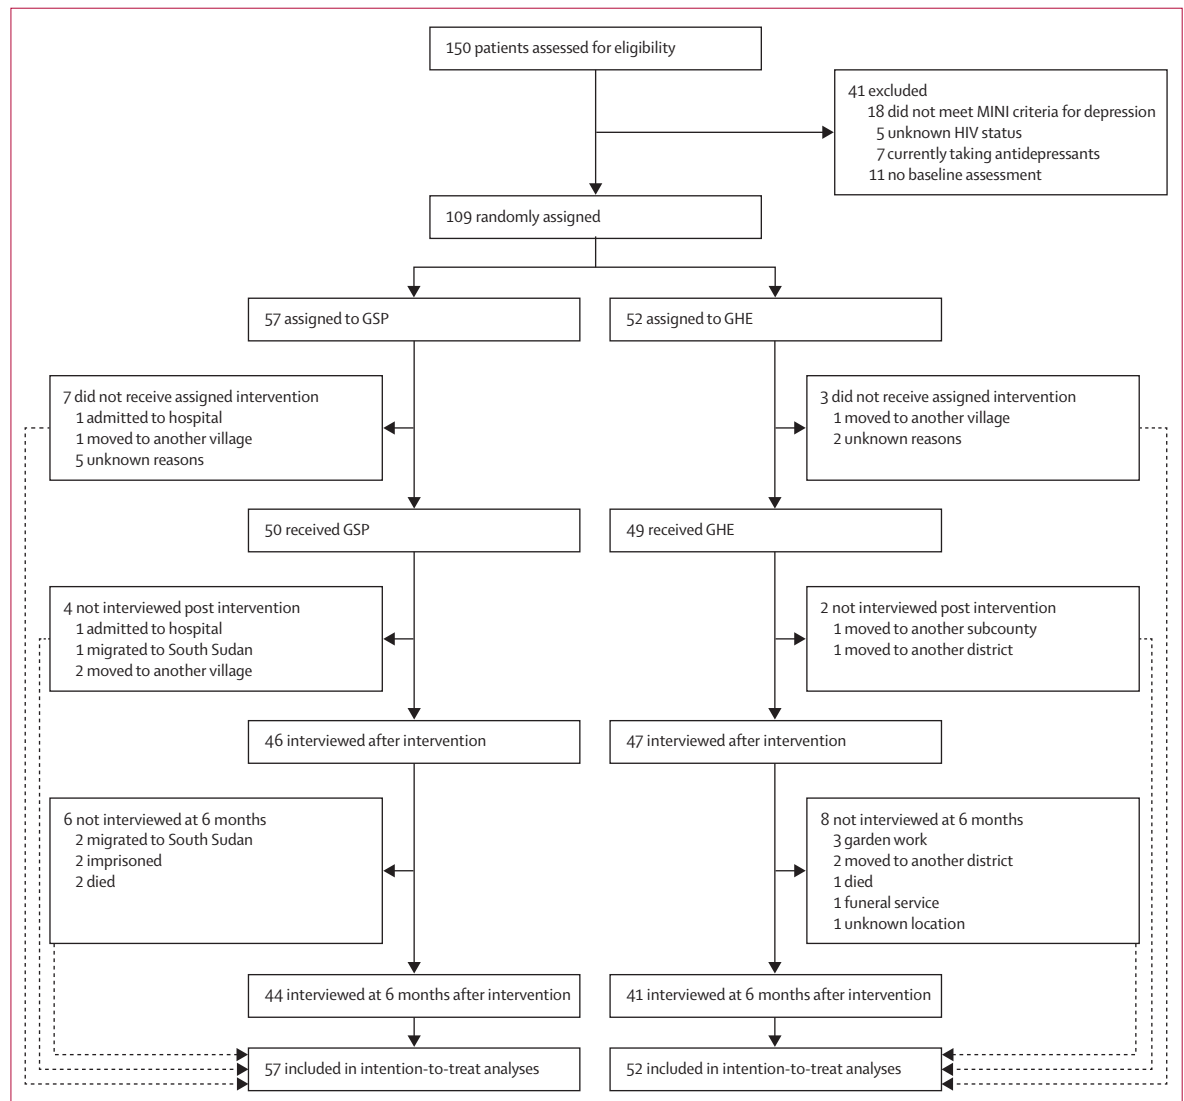 150 patients assessed for eligibility
41 excluded
18 did not meet MINI criteria for depression
5 unknown HIV status
7 currently taking antidepressants
11 no baseline assessment
109 randomly assigned
57 assigned to GSP
52 assigned to GHE
7 did not receive assigned intervention
1 admitted to hospital
1 moved to another village
5 unknown reasons
3 did not receive assigned intervention
1 moved to another village
2 unknown reasons
50 received GSP
49 received GHE
4 not interviewed post intervention
1 admitted to hospital
1 migrated to South Sudan
2 moved to another village
2 not interviewed post intervention
1 moved to another subcounty
1 moved to another district
46 interviewed after intervention
47 interviewed after intervention
6 not interviewed at 6 months
2 migrated to South Sudan
2 imprisoned
2 died
8 not interviewed at 6 months
3 garden work
2 moved to another district
1 died
1 funeral service
1 unknown location
44 interviewed at 6 months after intervention
41 interviewed at 6 months after intervention
57 included in intention-to-treat analyses
52 included in intention-to-treat analyses